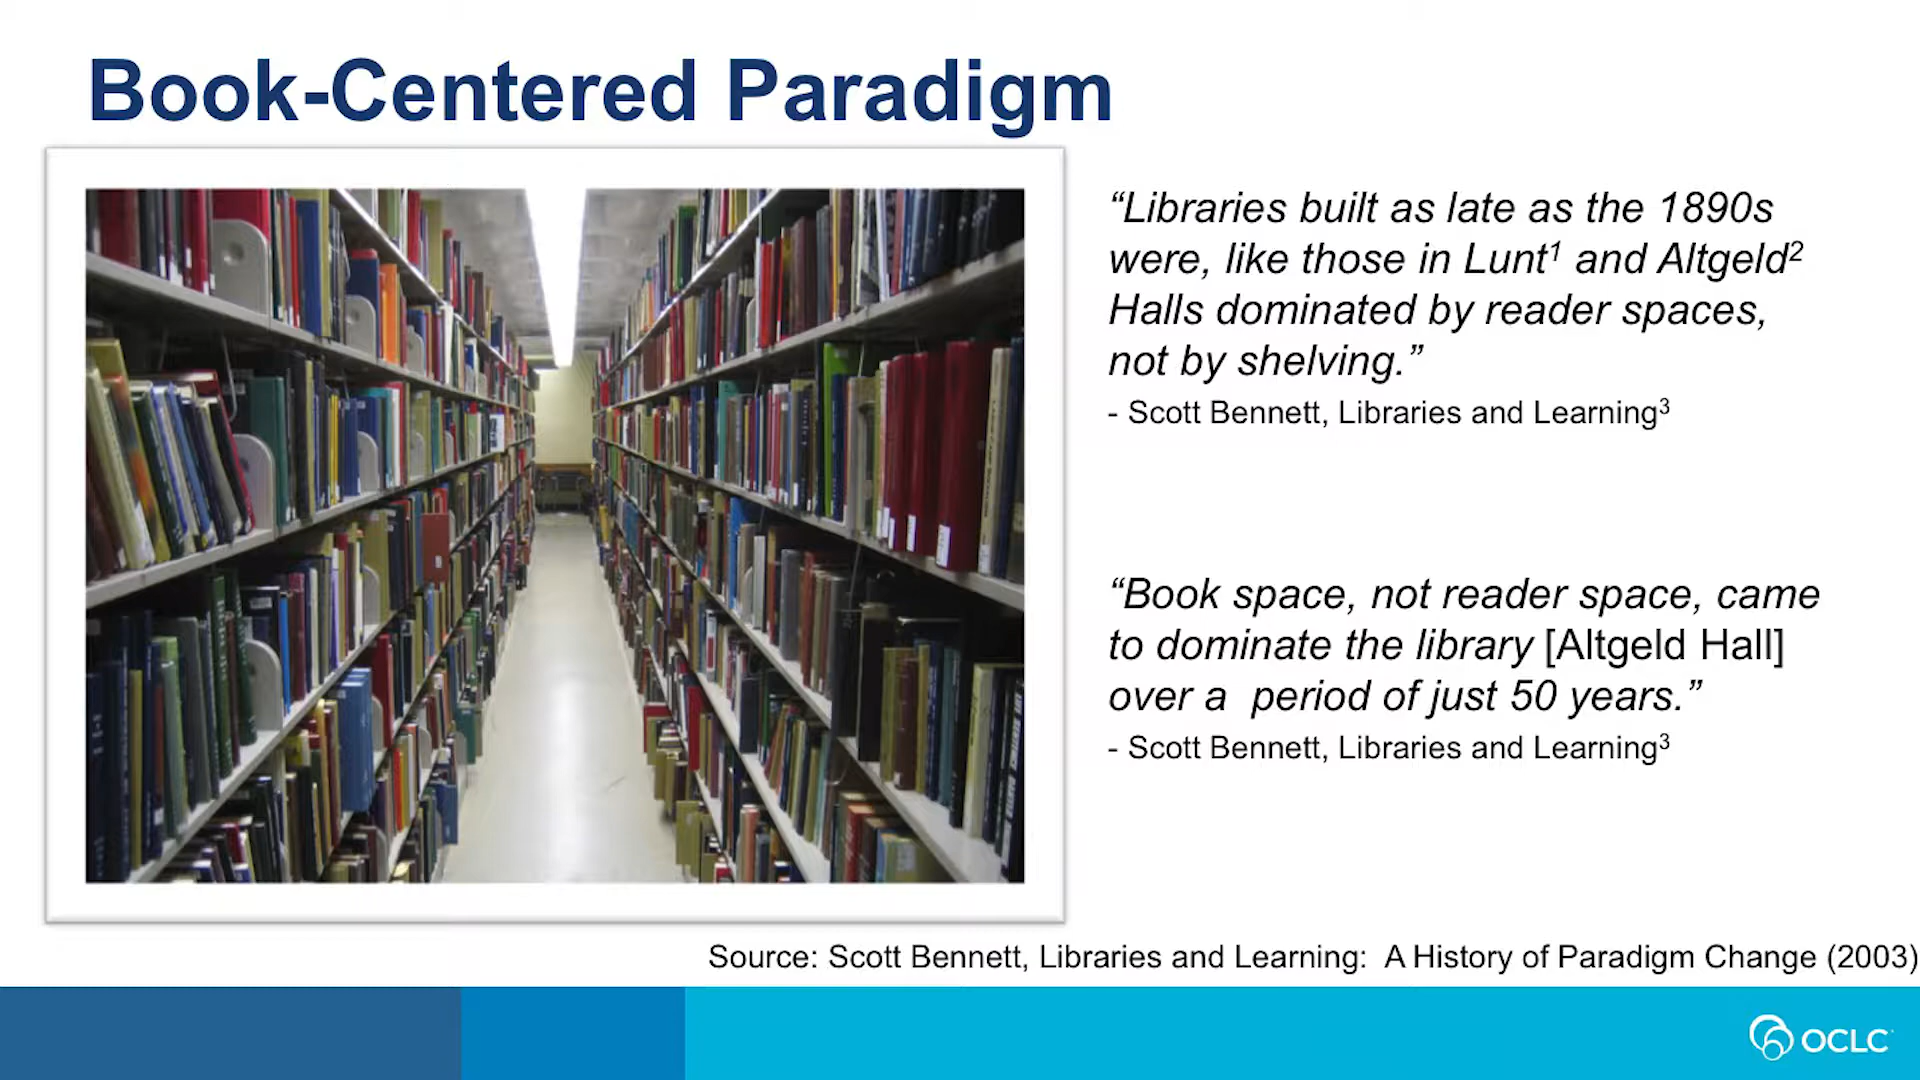 Book-Centered Paradigm
“Libraries built as late as the 1890s
were, like those in Lunt¹ and Altgeld²
Halls dominated by reader spaces,
not by shelving.”
- Scott Bennett, Libraries and Learning³
“Book space, not reader space, came
to dominate the library [Altgeld Hall]
over a  period of just 50 years.”
- Scott Bennett, Libraries and Learning³
Source: Scott Bennett, Libraries and Learning:  A History of Paradigm Change (2003)
OCLC